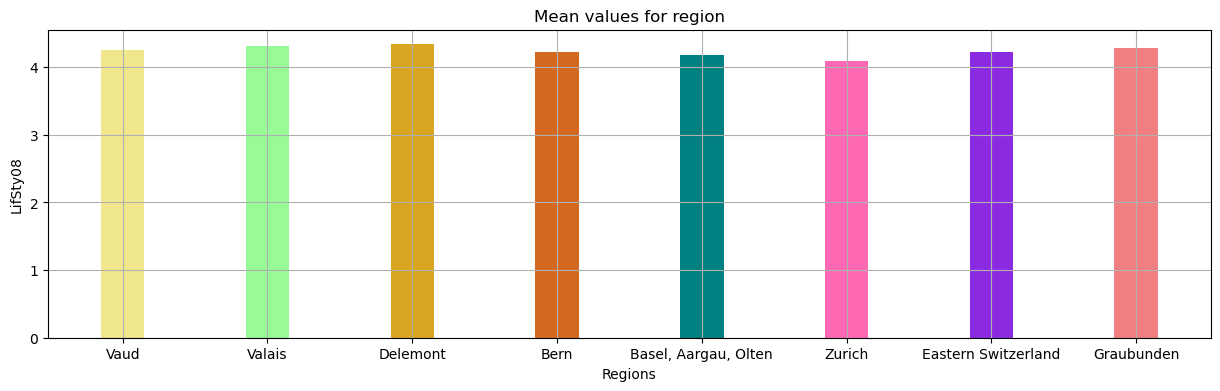 Mean values for region
LifSty08
4
3
2
1
0
Vaud Valais Delemont Bern Basel, Aargau, Olten Zurich Eastern Switzerland Graubunden
Regions